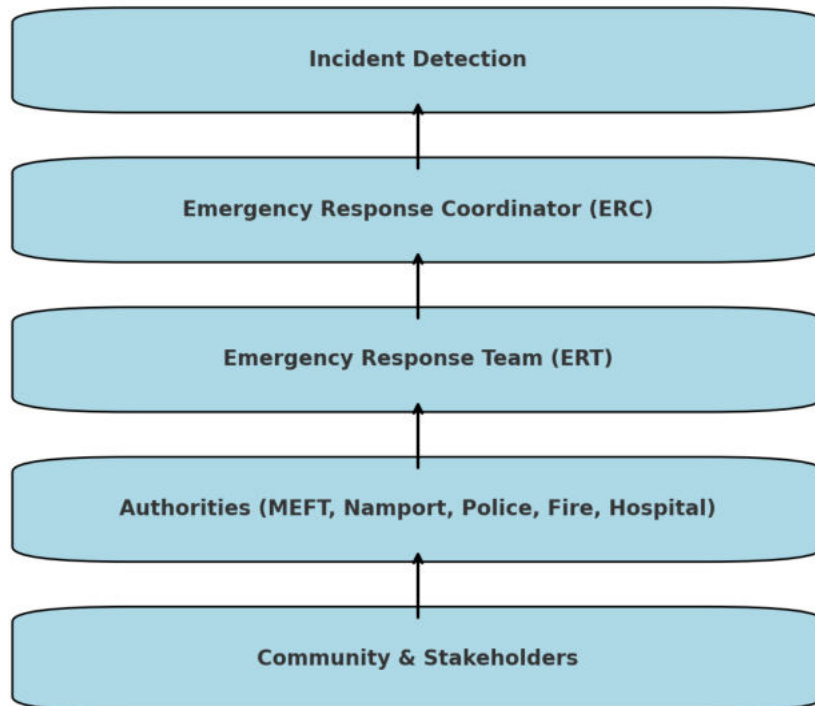 Incident Detection
Emergency Response Coordinator (ERC)
Emergency Response Team (ERT)
Authorities (MEFT, Namport, Police, Fire, Hospital)
Community & Stakeholders